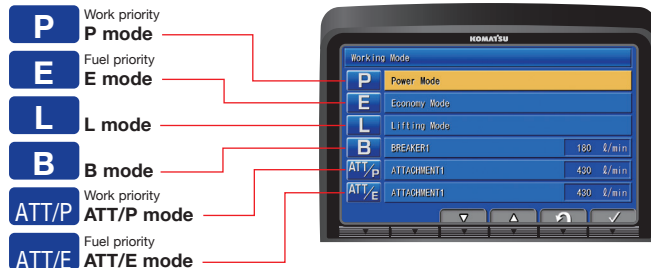 P
Work priority
P mode
E
Fuel priority
E mode
L
L mode
B
B mode
ATT/P
Work priority
ATT/P mode
ATT/E
Fuel priority
ATT/E mode
KOMATSU
Working Mode
P Power Mode
E Economy Mode
L Lifting Mode
B BREAKER1 180 ℓ/min
ATT/P ATTACHMENT1 430 ℓ/min
ATT/E ATTACHMENT1 430 ℓ/min